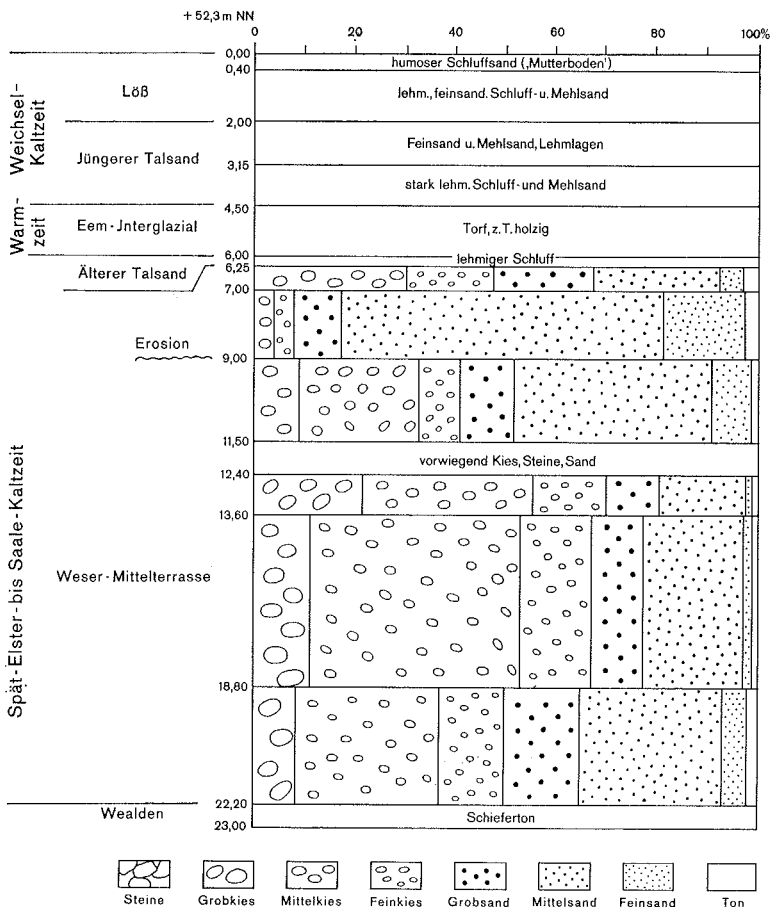 + 52,3 m NN
0 20 40 60 80 100%
0,00
humoser Schluffsand (‚Mutterboden')
0,40
Weichsel-Kaltzeit
Löß
lehm., feinsand. Schluff-u. Mehlsand
2,00
Jüngerer Talsand
Feinsand u. Mehlsand, Lehmlagen
3,15
stark lehm. Schluff-und Mehlsand
4,50
Warm-zeit
Eem-Jnterglazial
Torf, z.T. holzig
6,00
lehmiger Schluff
6,25
Älterer Talsand
7,00
Erosion
9,00
11,50
vorwiegend Kies, Steine, Sand
12,40
13,60
Spät-Elster-bis Saale-Kaltzeit
Weser-Mittelterrasse
18,80
22,20
Wealden
Schieferton
23,00
Steine Grobkies Mittelkies Feinkies Grobsand Mittelsand Feinsand Ton